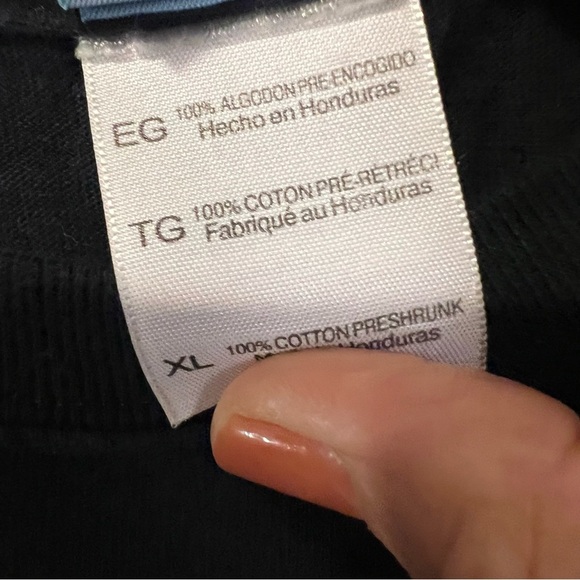 EG 100% ALGODON PRE-ENCOGIDO
Hecho en Honduras
TG 100% COTON PRÉ-RÉTRÉCI
Fabriqué au Honduras
XL 100% COTTON PRESHRUNK
Honduras